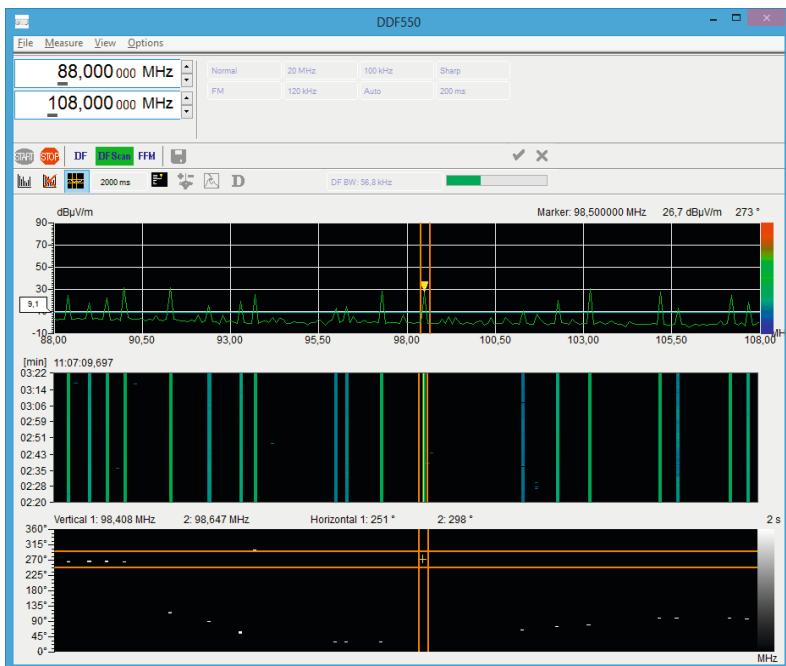 DDF550
File Measure View Options
88,000 000 MHz
Normal 20 MHz 100 kHz Sharp
108,000 000 MHz
FM 120 kHz Auto 200 ms
START STOP DF DFScan FFM
2000 ms D DF BW: 56,8 kHz
dBµV/m Marker: 98,500000 MHz 26,7 dBµV/m 273 °
90
70
50
30
9,1
-10
88,00 90,50 93,00 95,50 98,00 100,50 103,00 105,50 108,00
[min] 11:07:09,697
03:22
03:14
03:06
02:59
02:51
02:43
02:35
02:28
02:20
Vertical 1: 98,408 MHz 2: 98,647 MHz Horizontal 1: 251 ° 2: 298 ° 2 s
360°
315°
270°
225°
180°
135°
90°
45°
0°
MHz